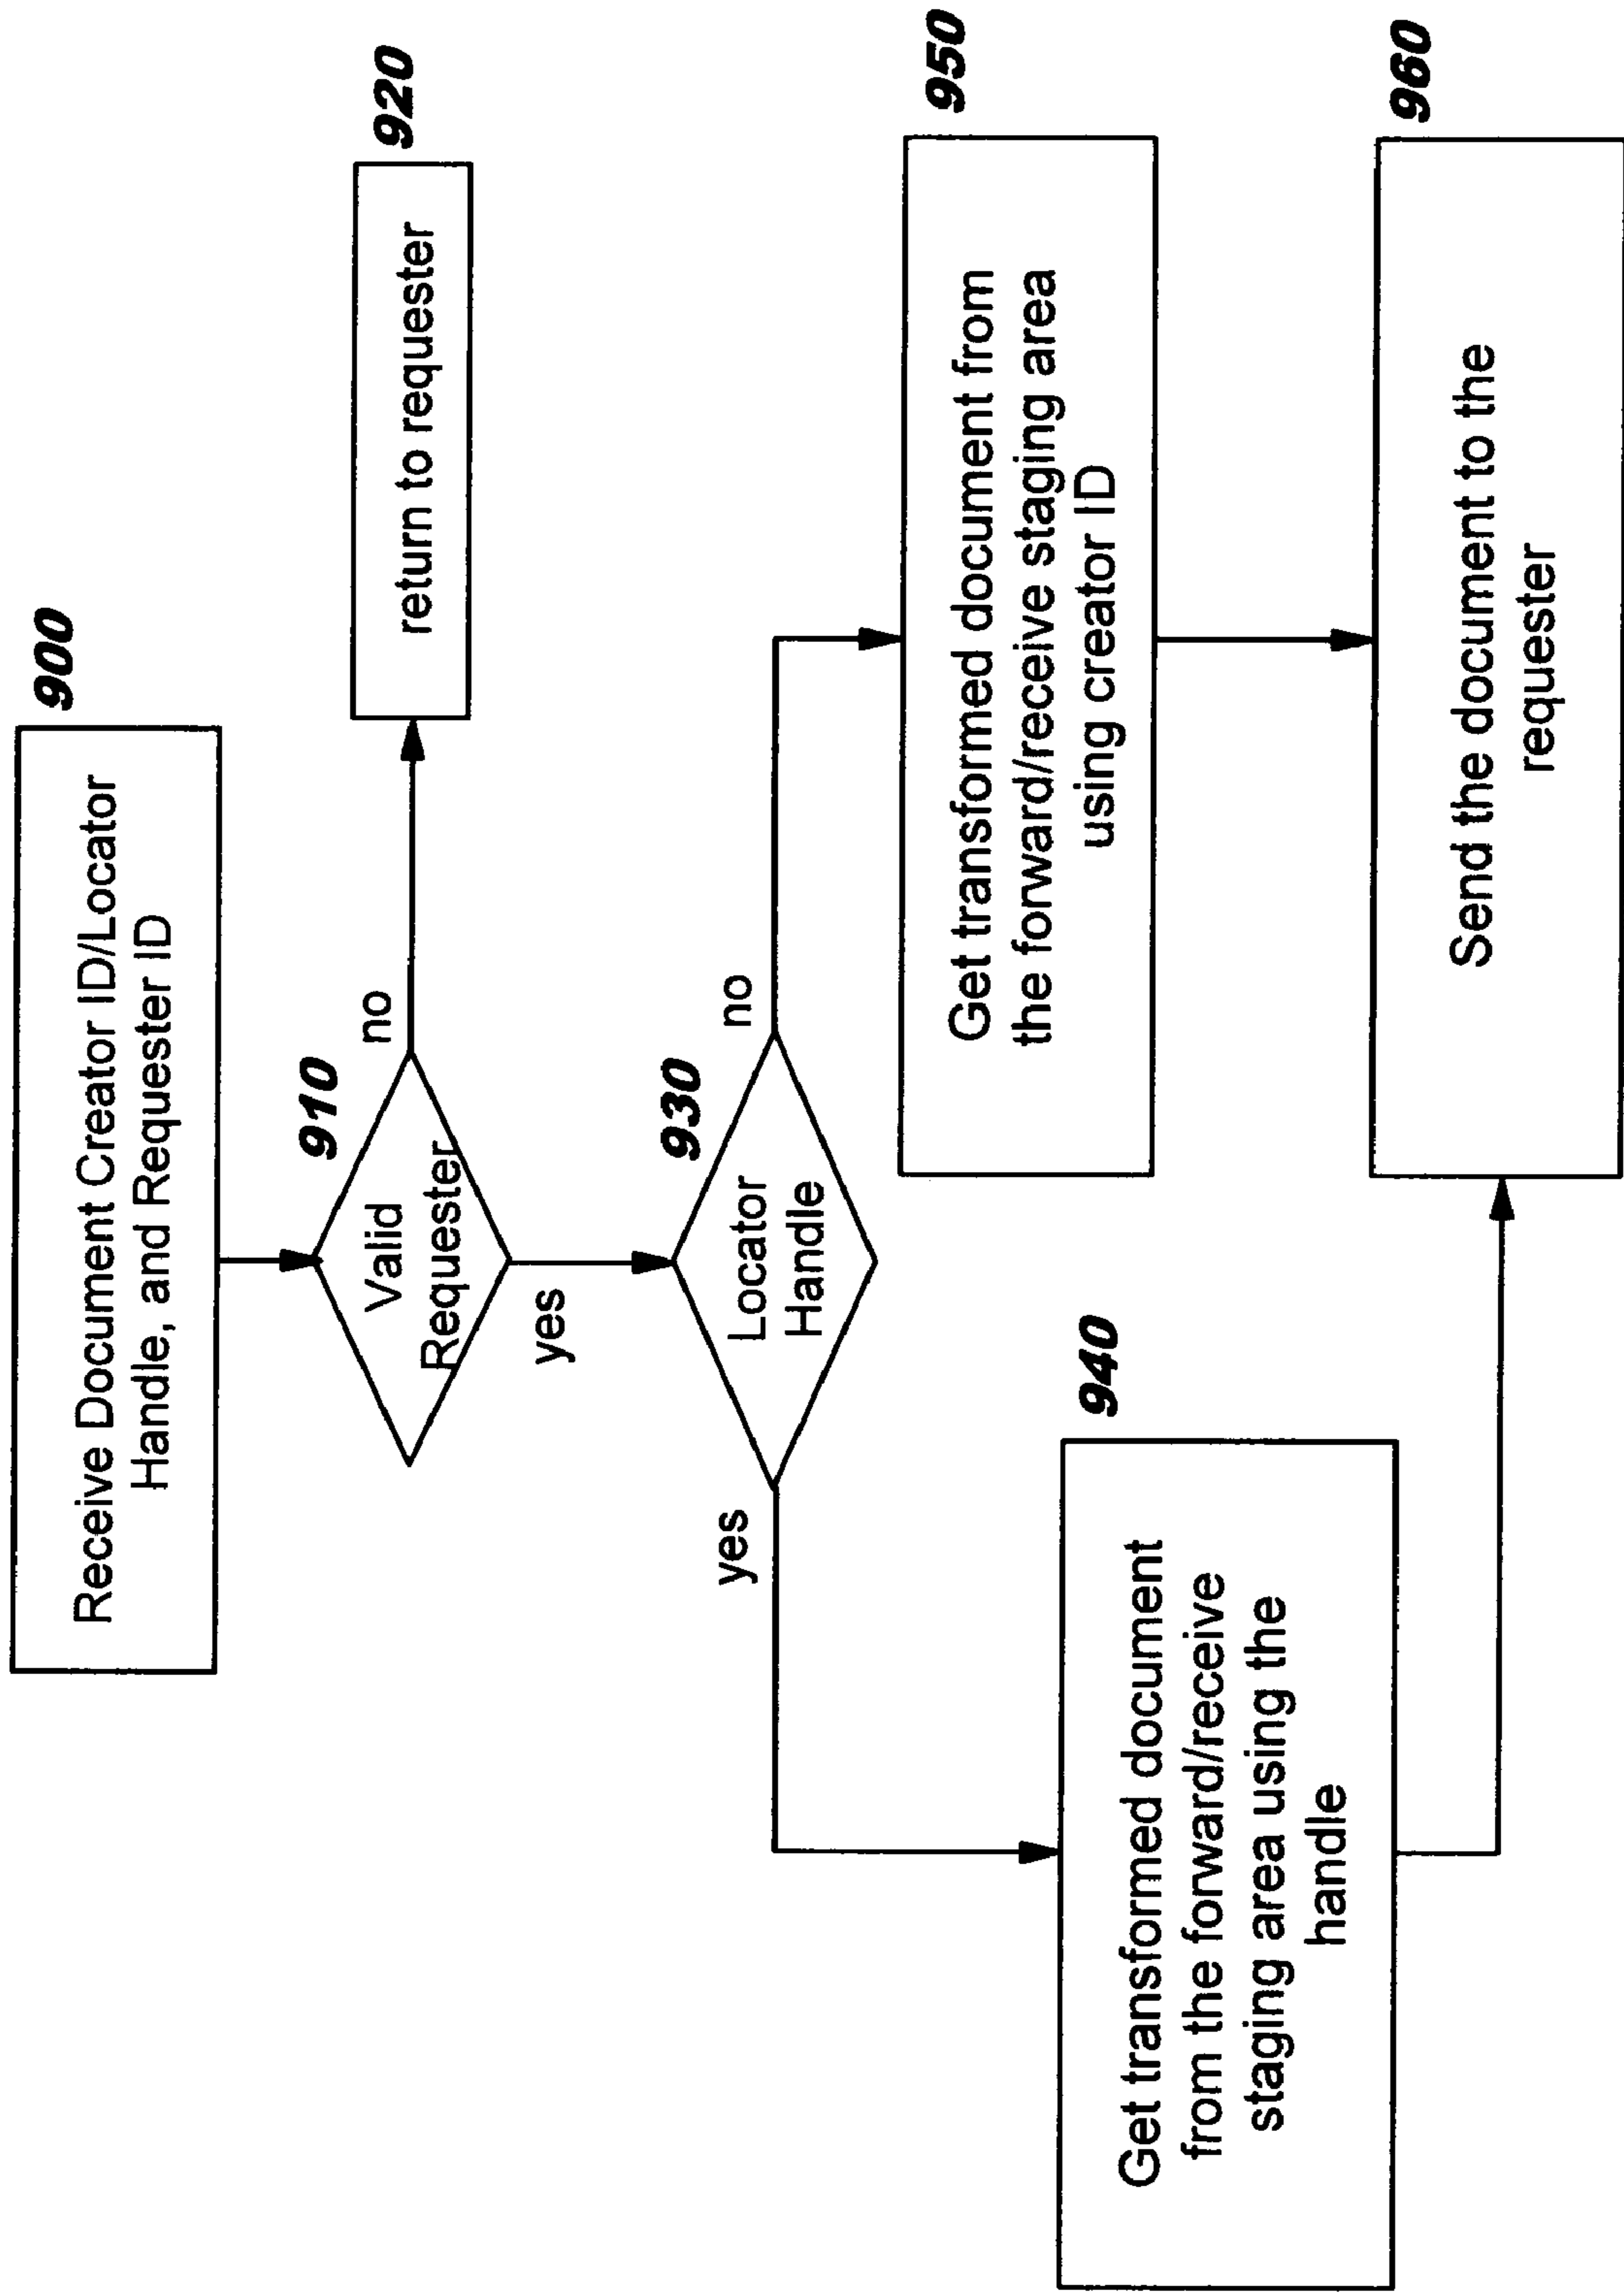 900
Receive Document Creator ID/Locator
Handle, and Requester ID
910
Valid
Requester
no
920
return to requester
yes
930
Locator
Handle
yes
no
940
Get transformed document
from the forward/receive
staging area using the
handle
950
Get transformed document from
the forward/receive staging area
using creator ID
960
Send the document to the
requester